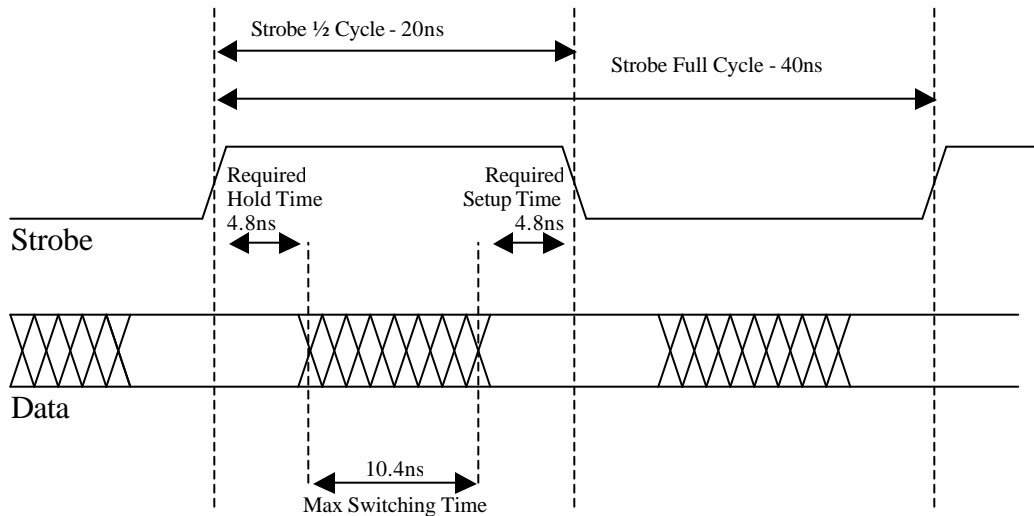 Strobe ½ Cycle - 20ns
Strobe Full Cycle - 40ns
Required
Hold Time
4.8ns
Required
Setup Time
4.8ns
Strobe
Data
10.4ns
Max Switching Time